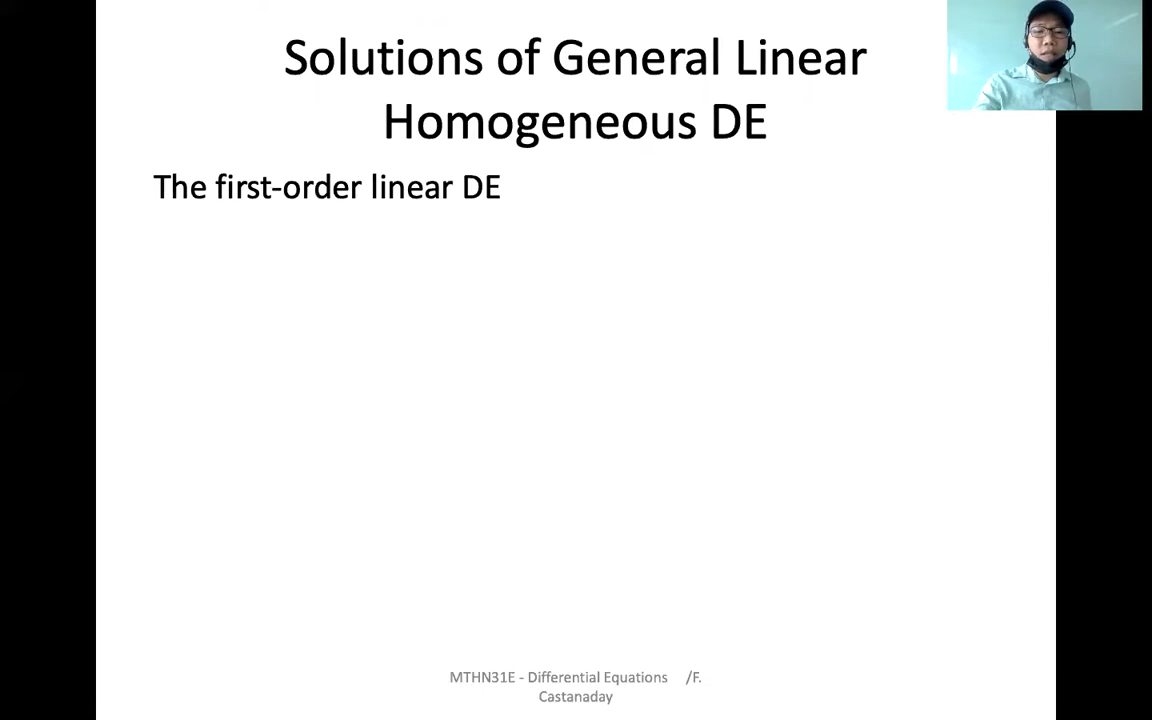 Solutions of General Linear
Homogeneous DE
The first-order linear DE
MTHN31E - Differential Equations /F.
Castanaday